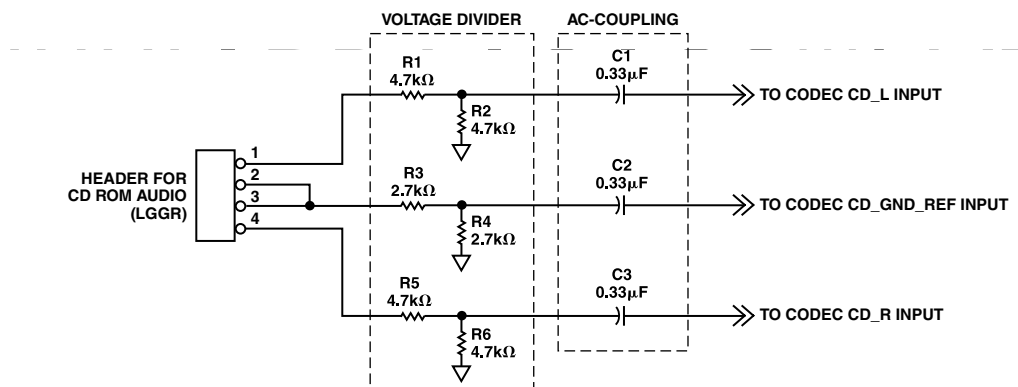 VOLTAGE DIVIDER
AC-COUPLING
R1
4.7kΩ
C1
0.33μF
TO CODEC CD_L INPUT
R2
4.7kΩ
HEADER FOR
CD ROM AUDIO
(LGGR)
1
2
3
4
R3
2.7kΩ
C2
0.33μF
TO CODEC CD_GND_REF INPUT
R4
2.7kΩ
R5
4.7kΩ
C3
0.33μF
TO CODEC CD_R INPUT
R6
4.7kΩ